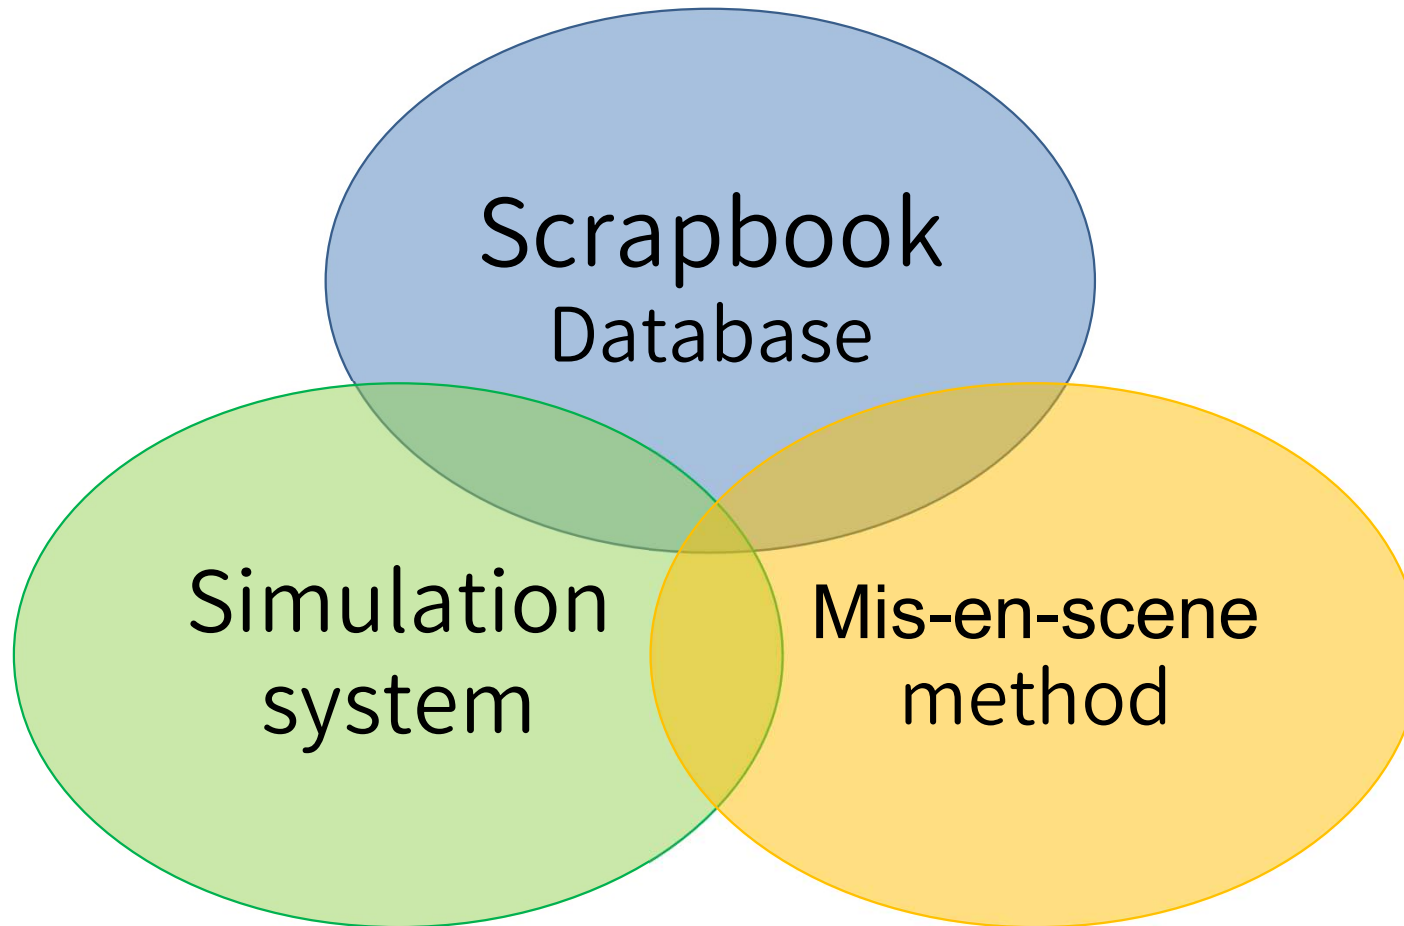 Scrapbook
Database
Simulation
system
Mis-en-scene
method